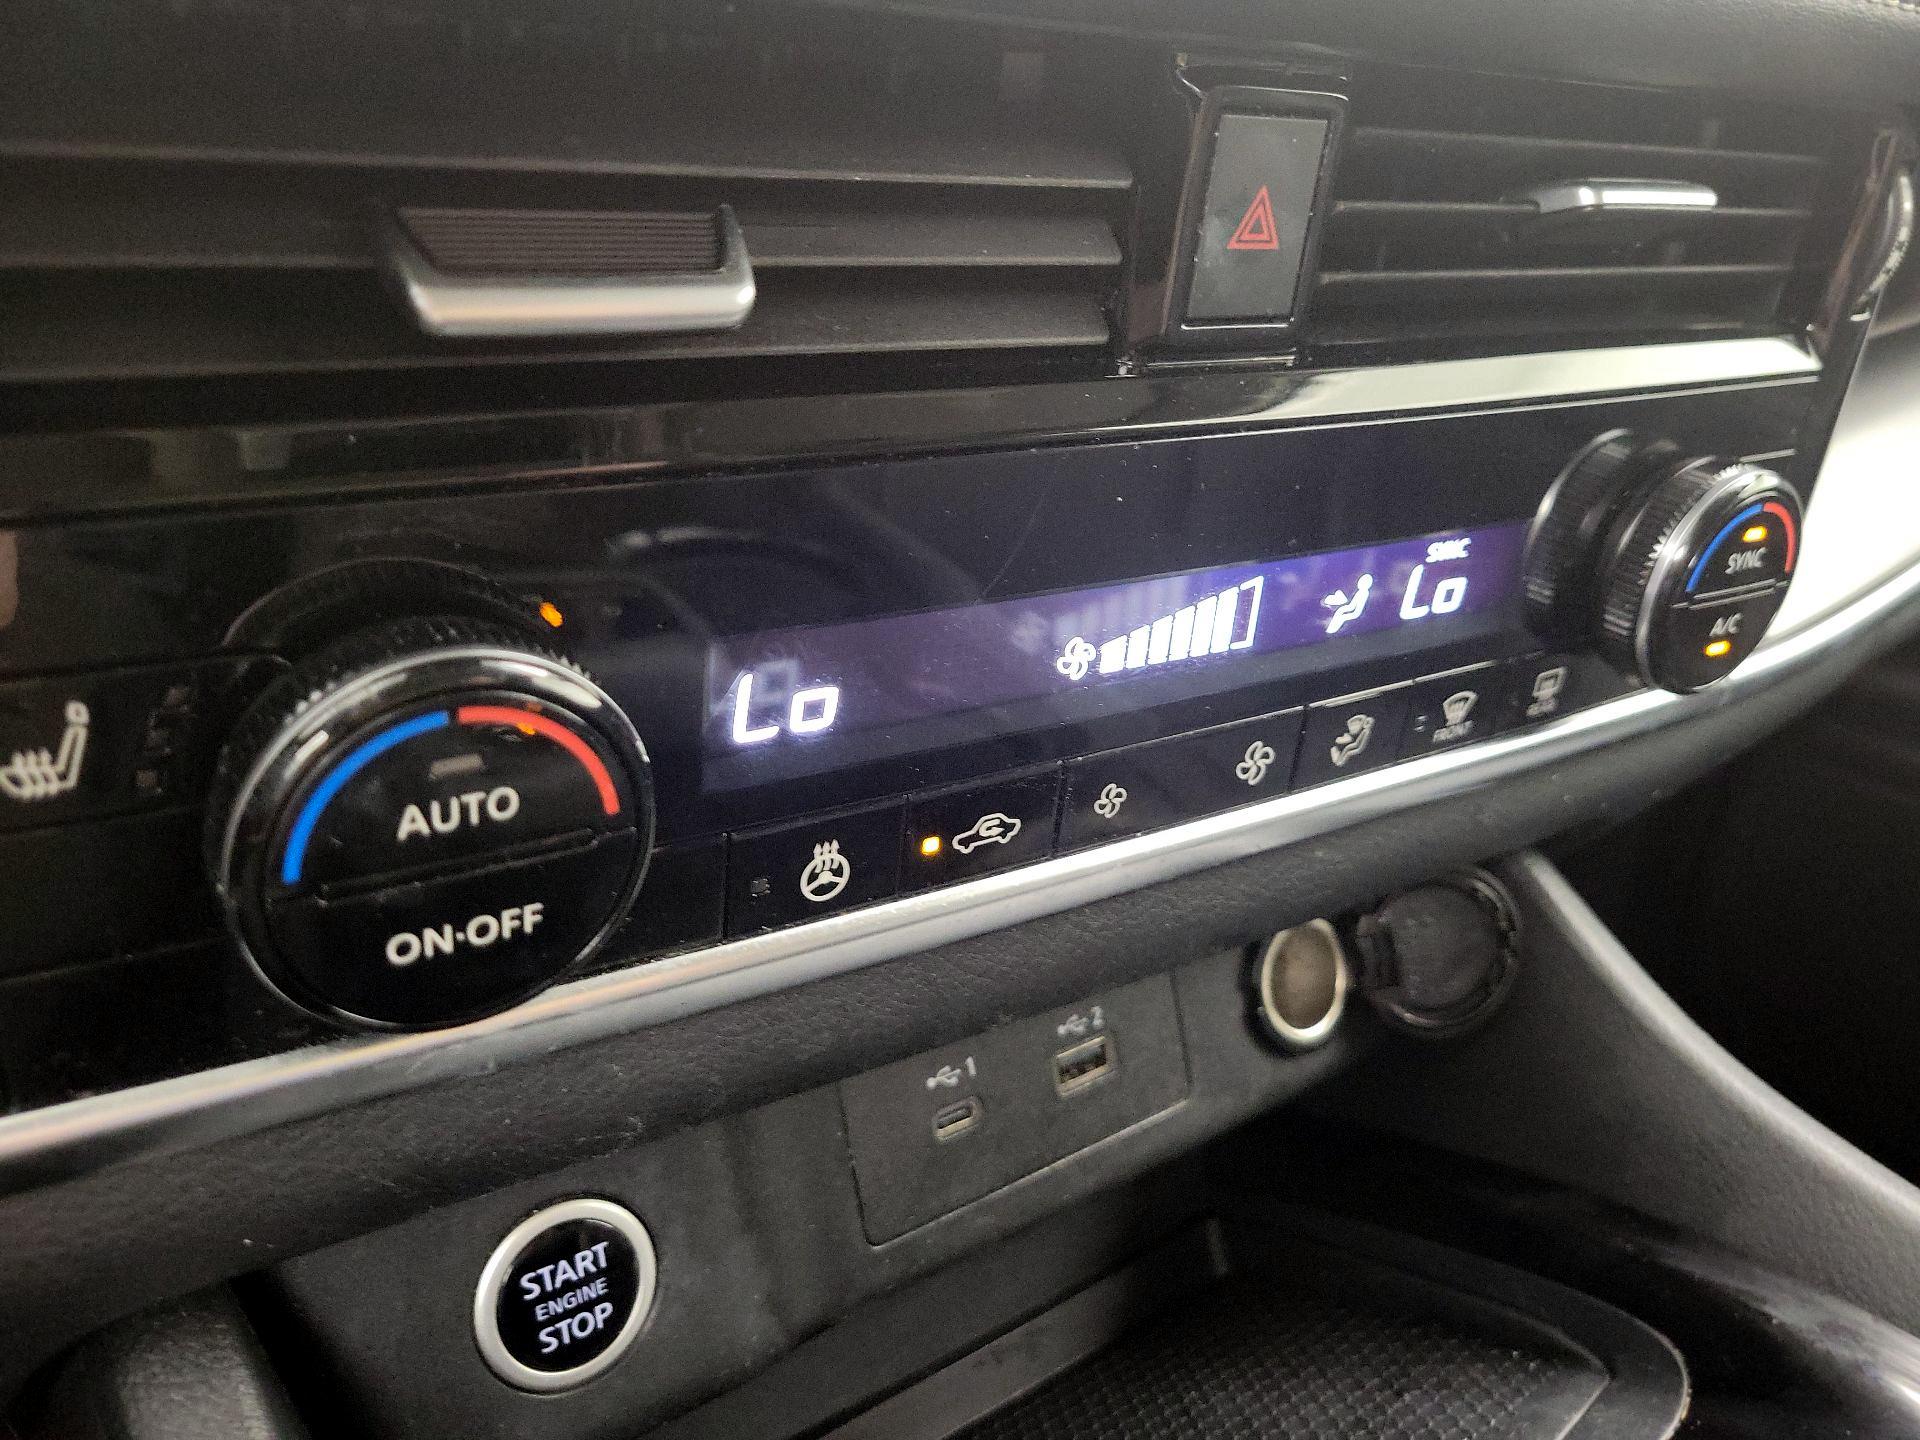 SYNC
Lo
Lo
SYNC
A/C
AUTO
ON·OFF
FRONT
1
2
START
ENGINE
STOP